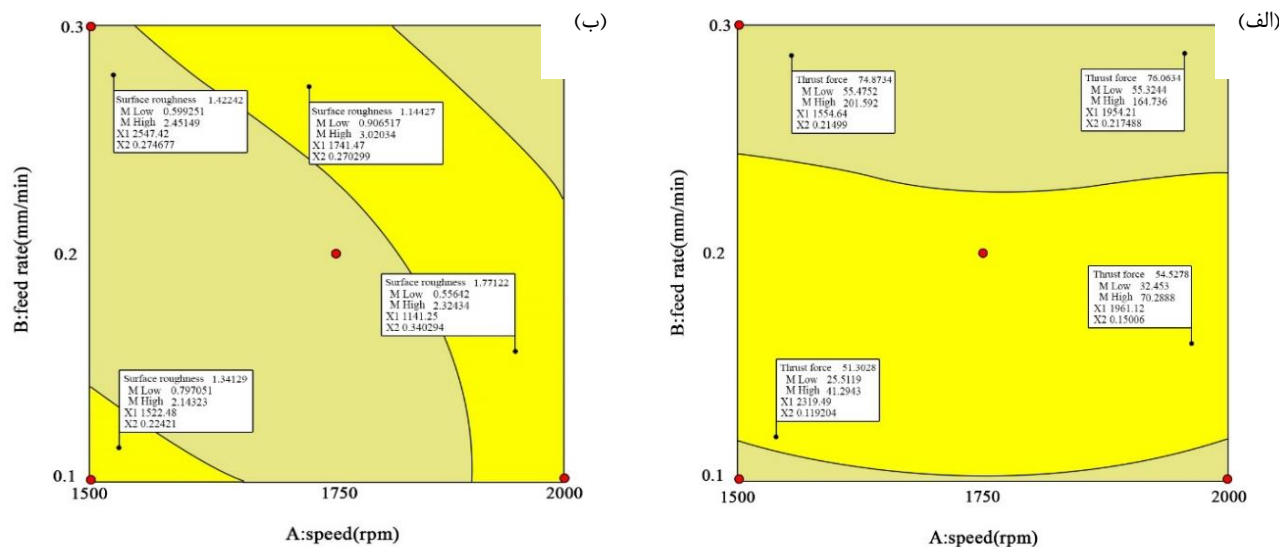 (ب)
0.3
Surface roughness 1.42242
M Low 0.599251
M High 2.45149
X1 2547.42
X2 0.274677
Surface roughness 1.14427
M Low 0.906517
M High 3.02034
X1 1741.47
X2 0.270299
B:feed rate(mm/min)
0.2
Surface roughness 1.77122
M Low 0.55642
M High 2.32434
X1 1141.25
X2 0.340294
Surface roughness 1.34129
M Low 0.797051
M High 2.14323
X1 1522.48
X2 0.22421
0.1
1500
1750
2000
A:speed(rpm)
(الف)
0.3
Thrust force 74.8734
M Low 55.4752
M High 201.592
X1 1554.64
X2 0.21499
Thrust force 76.0634
M Low 55.3244
M High 164.736
X1 1954.21
X2 0.217488
B:feed rate(mm/min)
0.2
Thrust force 54.5278
M Low 32.453
M High 70.2888
X1 1961.12
X2 0.15006
Thrust force 51.3028
M Low 25.5119
M High 41.2943
X1 2319.49
X2 0.119204
0.1
1500
1750
2000
A:speed(rpm)